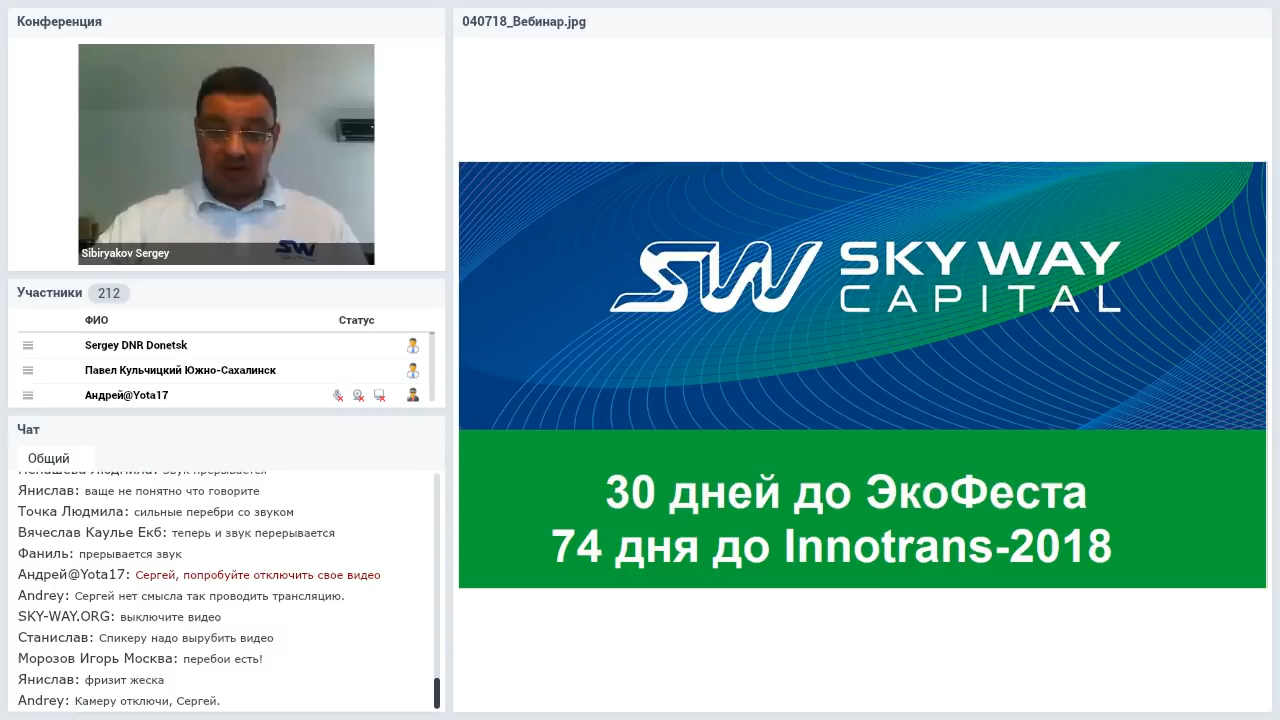 Конференция
Sibiryakov Sergey
SW
Участники 212
ФИО Статус
Sergey DNR Donetsk
Павел Кульчицкий Южно-Сахалинск
Андрей@Yota17
Чат
Общий
Янислав: ваще не понятно что говорите
Точка Людмила: сильные перебри со звуком
Вячеслав Каулье Екб: теперь и звук перерывается
Фаниль: прерывается звук
Андрей@Yota17: Сергей, попробуйте отключить свое видео
Andrey: Сергей нет смысла так проводить трансляцию.
SKY-WAY.ORG: выключите видео
Станислав: Спикеру надо вырубить видео
Морозов Игорь Москва: перебои есть!
Янислав: фризит жеска
Andrey: Камеру отключи, Сергей.
040718_Вебинар.jpg
SW SKY WAY
CAPITAL
30 дней до ЭкоФеста
74 дня до Innotrans-2018